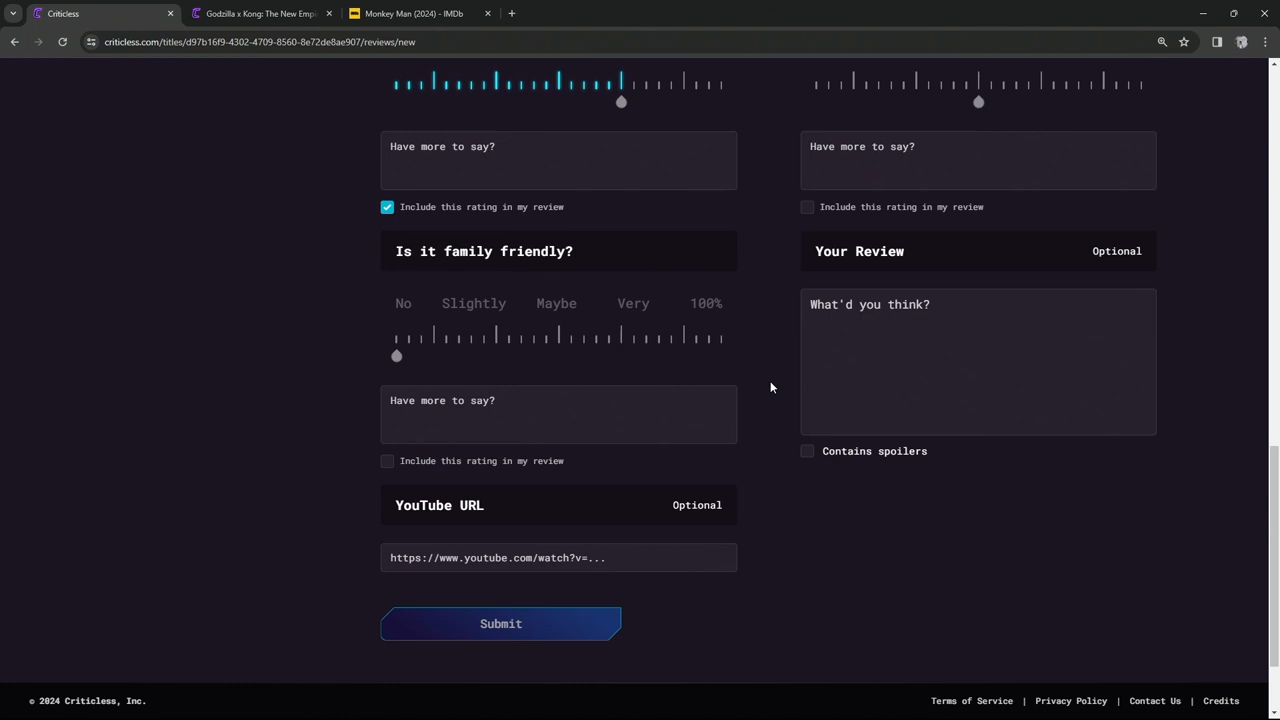 Criticless
Godzilla x Kong: The New Empi
Monkey Man (2024) - IMDb
criticless.com/titles/d97b16f9-4302-4709-8560-8e72de8ae907/reviews/new
Have more to say?
Have more to say?
Include this rating in my review
Include this rating in my review
Is it family friendly?
Your Review
Optional
No Slightly Maybe Very 100%
What'd you think?
Have more to say?
Include this rating in my review
Contains spoilers
YouTube URL
Optional
https://www.youtube.com/watch?v=...
Submit
© 2024 Criticless, Inc.
Terms of Service | Privacy Policy | Contact Us | Credits